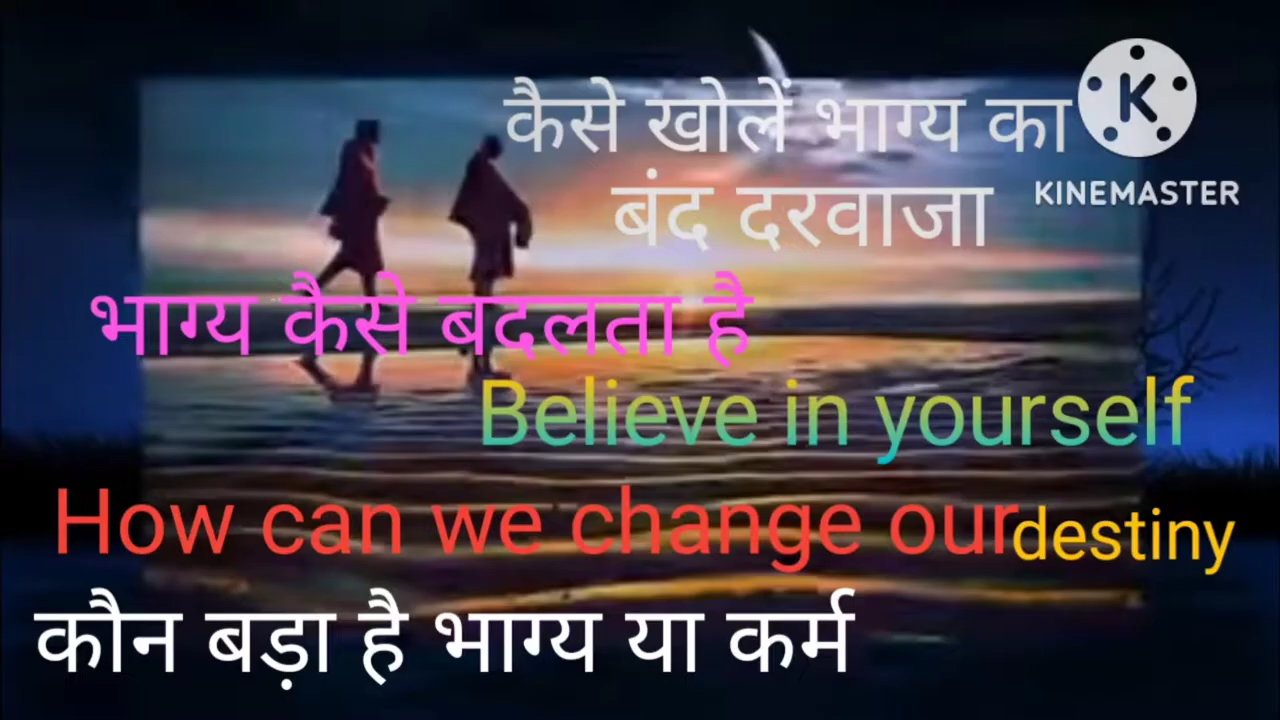 कैसे खोलें भाग्य का
बंद दरवाजा
K
KINEMASTER
भाग्य कैसे बदलता है
Believe in yourself
How can we change our destiny
कौन बड़ा है भाग्य या कर्म